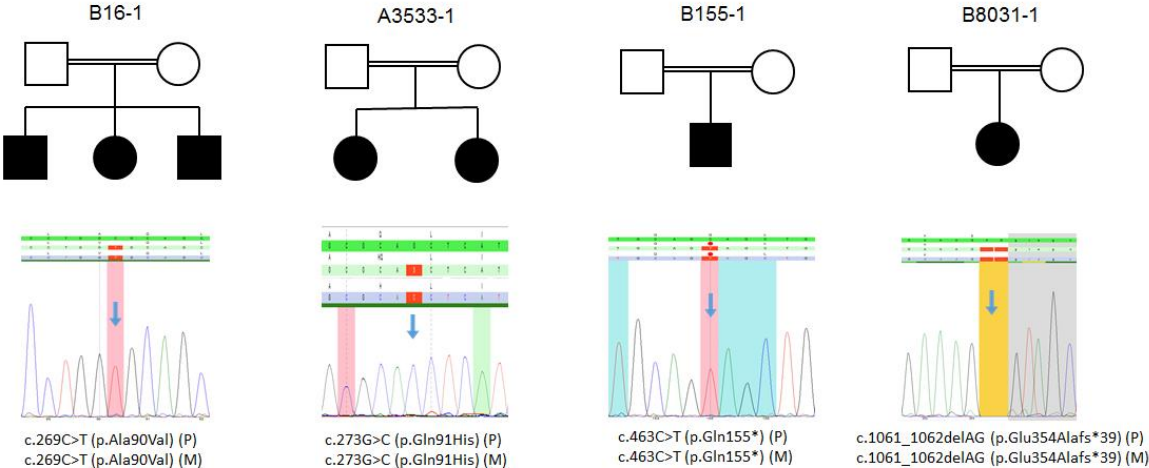 B16-1
A3533-1
B155-1
B8031-1
c.269C>T (p.Ala90Val) (P)
c.269C>T (p.Ala90Val) (M)
c.273G>C (p.Gln91His) (P)
c.273G>C (p.Gln91His) (M)
c.463C>T (p.Gln155*) (P)
c.463C>T (p.Gln155*) (M)
c.1061_1062delAG (p.Glu354Alafs*39) (P)
c.1061_1062delAG (p.Glu354Alafs*39) (M)